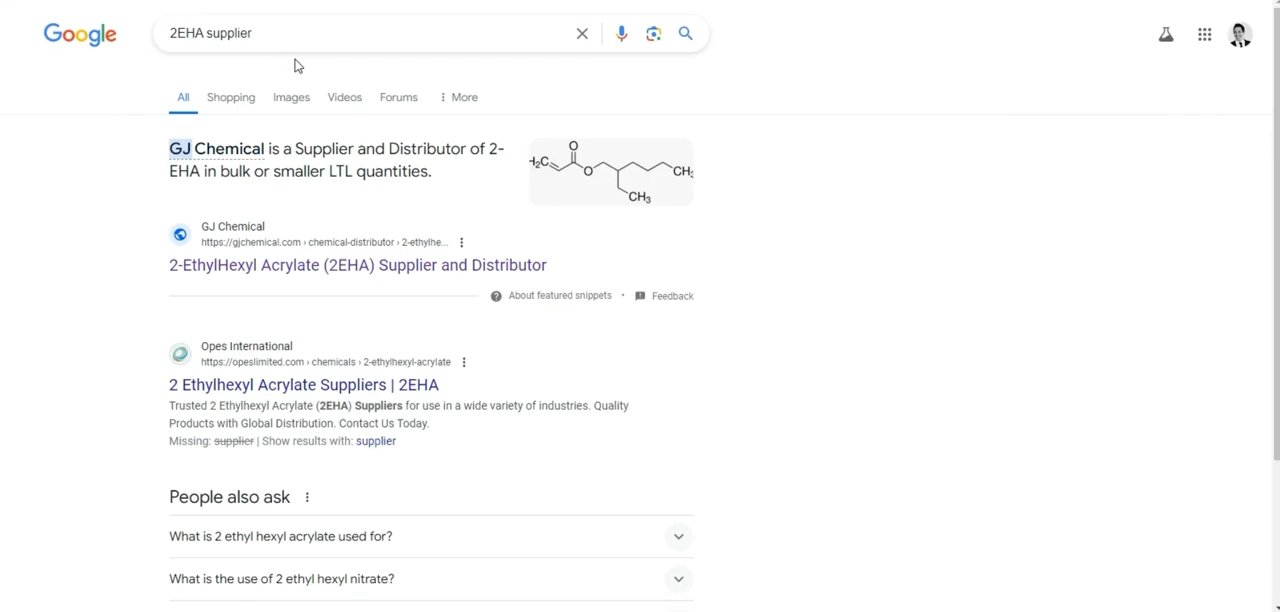 Google
2EHA supplier
All
Shopping
Images
Videos
Forums
More
GJ Chemical is a Supplier and Distributor of 2-
EHA in bulk or smaller LTL quantities.
H₂C
O
O
CH₃
CH₃
GJ Chemical
https://gjchemical.com › chemical-distributor › 2-ethylhe...
2-EthylHexyl Acrylate (2EHA) Supplier and Distributor
About featured snippets • Feedback
Opes International
https://opeslimited.com › chemicals › 2-ethylhexyl-acrylate
2 Ethylhexyl Acrylate Suppliers | 2EHA
Trusted 2 Ethylhexyl Acrylate (2EHA) Suppliers for use in a wide variety of industries. Quality
Products with Global Distribution. Contact Us Today.
Missing: supplier | Show results with: supplier
People also ask
What is 2 ethyl hexyl acrylate used for?
What is the use of 2 ethyl hexyl nitrate?